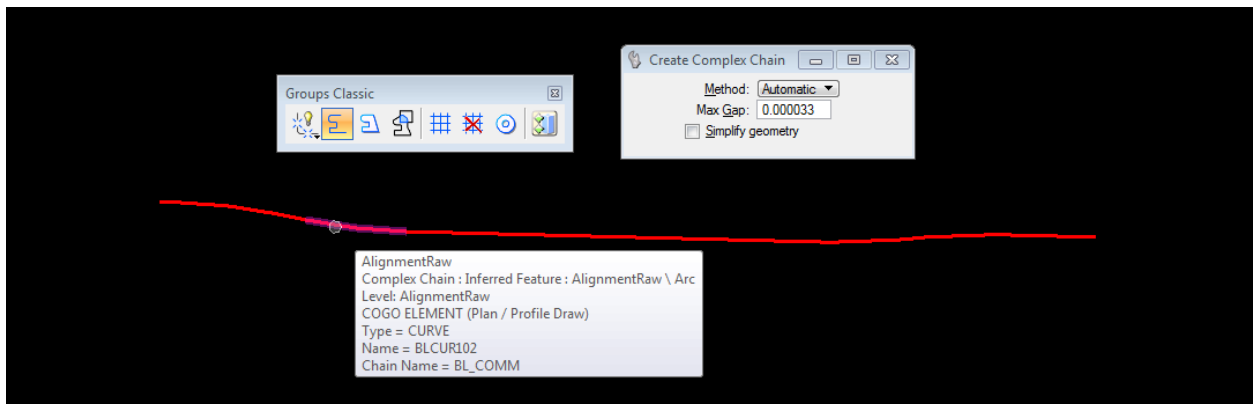 Create Complex Chain
Method: Automatic
Max Gap: 0.000033
Simplify geometry
Groups Classic
AlignmentRaw
Complex Chain : Inferred Feature : AlignmentRaw \ Arc
Level: AlignmentRaw
COGO ELEMENT (Plan / Profile Draw)
Type = CURVE
Name = BLCUR102
Chain Name = BL_COMM